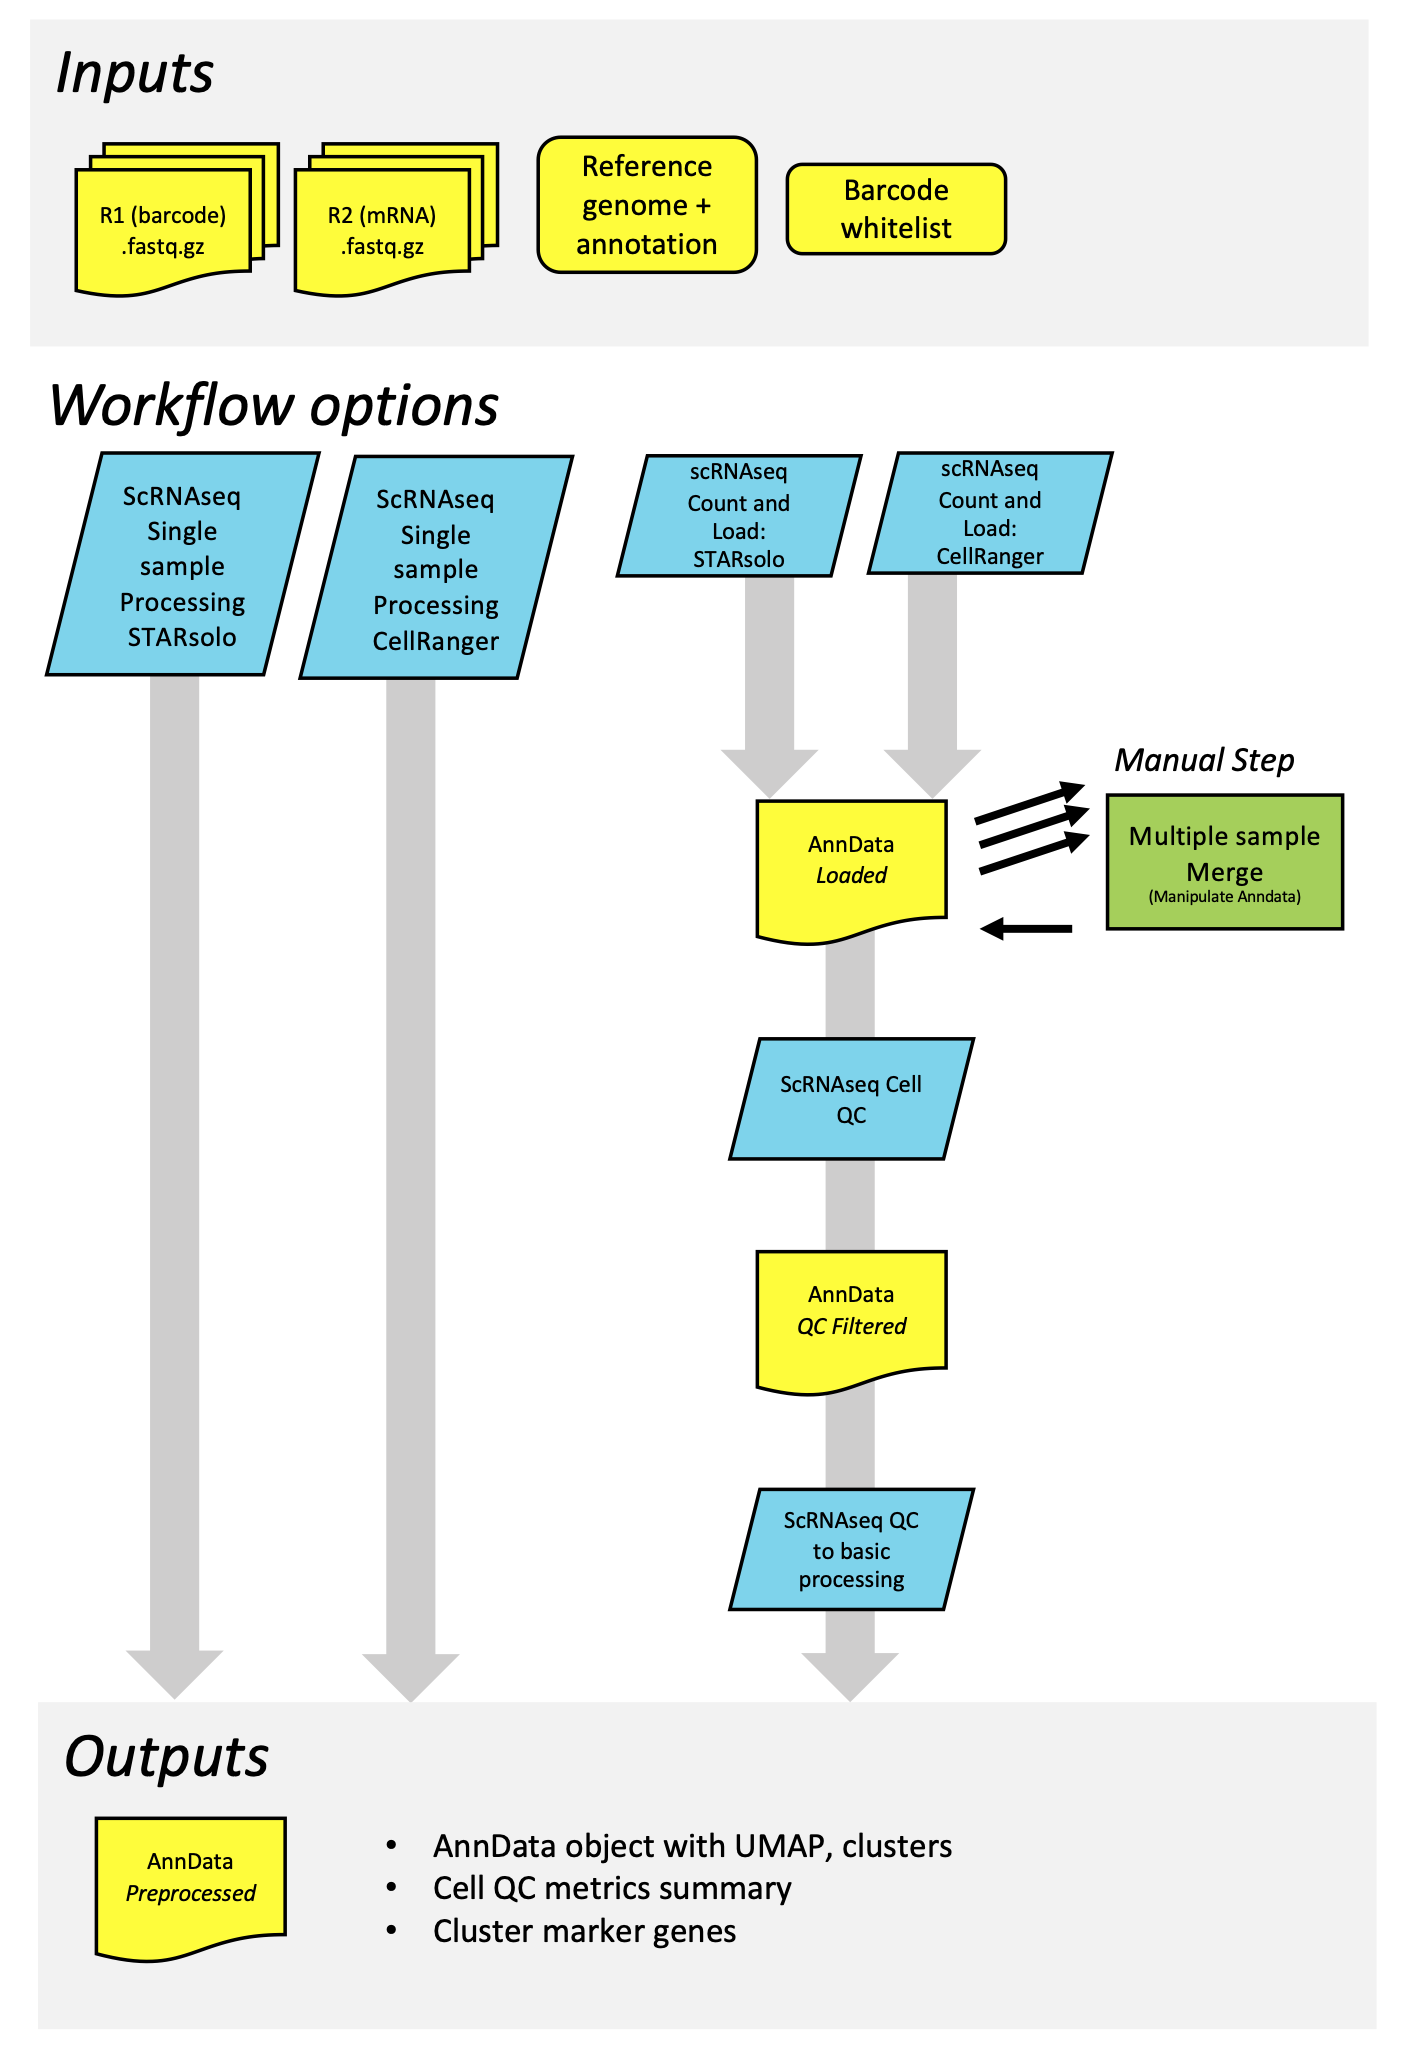 Inputs
R1 (barcode)
.fastq.gz
R2 (mRNA)
.fastq.gz
Reference
genome +
annotation
Barcode
whitelist
Workflow options
ScRNAseq
Single
sample
Processing
STARsolo
ScRNAseq
Single
sample
Processing
CellRanger
scRNAseq
Count and
Load:
STARsolo
scRNAseq
Count and
Load:
CellRanger
Manual Step
AnnData
Loaded
Multiple sample
Merge
(Manipulate Anndata)
ScRNAseq Cell
QC
AnnData
QC Filtered
ScRNAseq QC
to basic
processing
Outputs
AnnData
Preprocessed
• AnnData object with UMAP, clusters
• Cell QC metrics summary
• Cluster marker genes